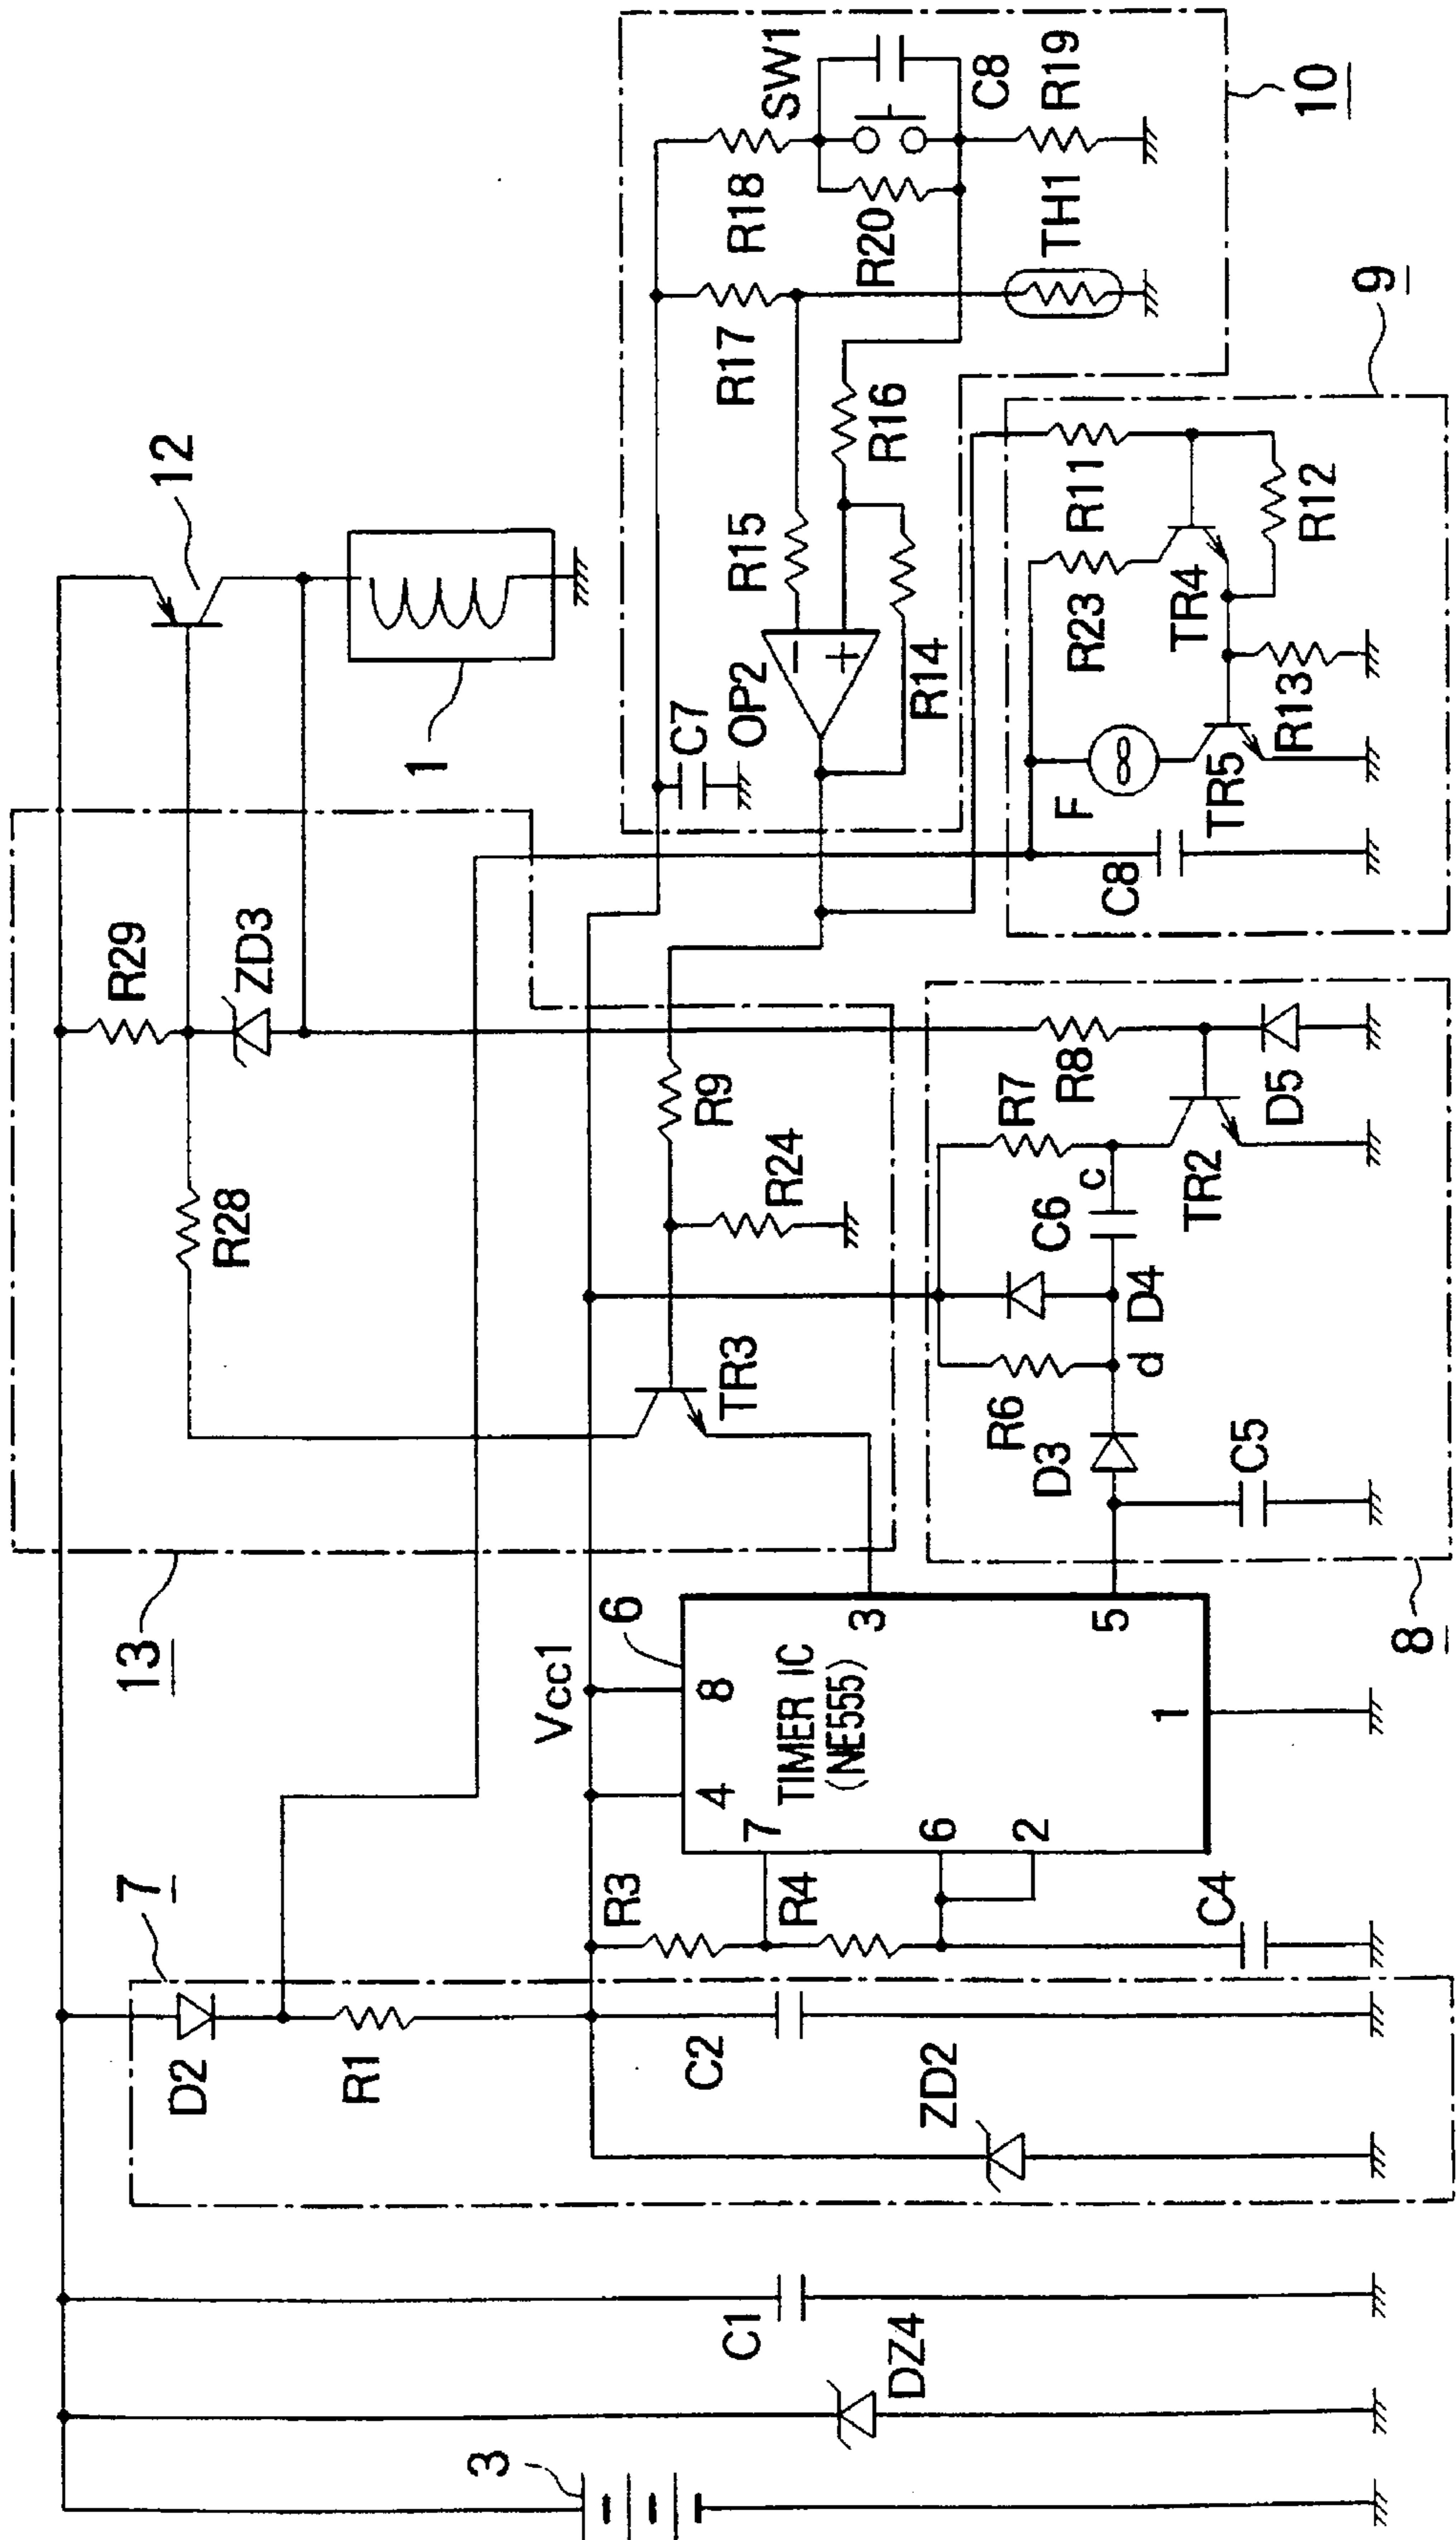 3
DZ4
C1
7
D2
R1
C2
ZD2
R3
R4
C4
Vcc1
6
4
8
7
6
2
3
5
1
TIMER IC
(NE555)
13
R28
R29
ZD3
TR3
R9
R24
12
1
8
D3
R6
d
D4
C6
c
R7
R8
C5
TR2
D5
C7
OP2
R15
R14
R16
R17
R18
R20
SW1
C8
R19
TH1
10
9
F
C8
R23
R11
TR4
TR5
R13
R12